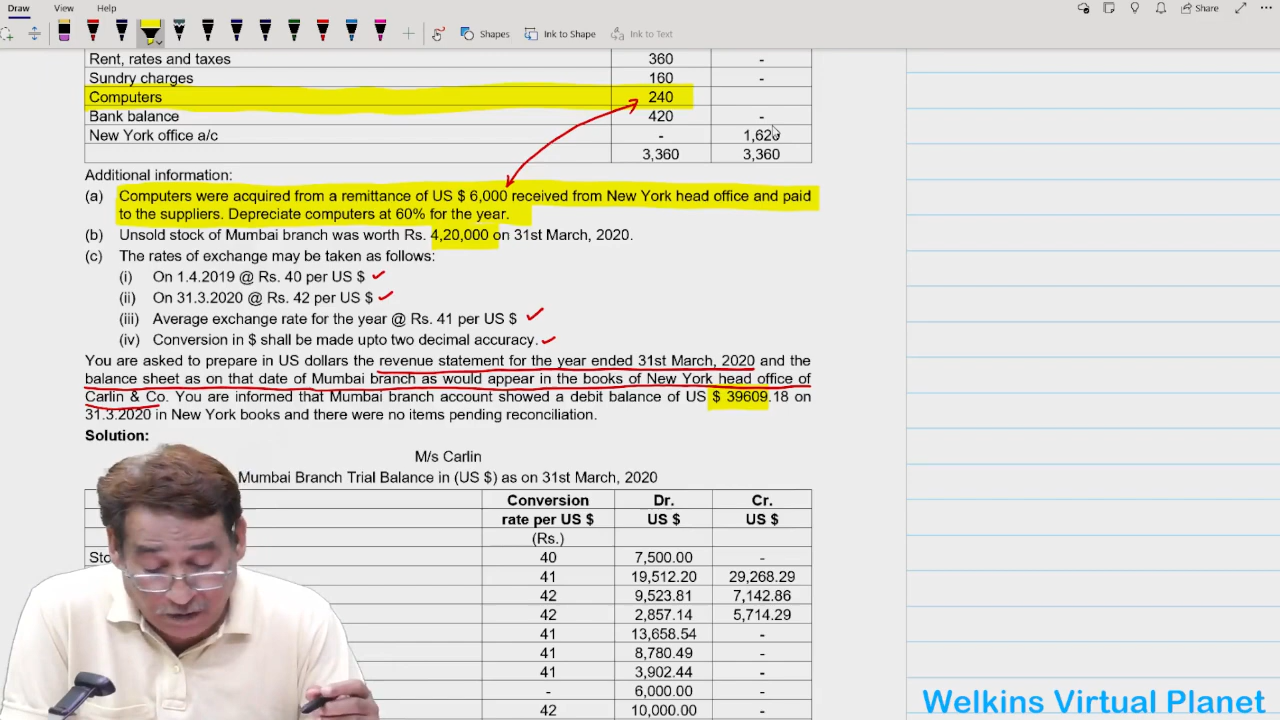 Draw View Help
Share
Shapes Ink to Shape Ink to Text
Rent, rates and taxes 360 -
Sundry charges 160 -
Computers 240
Bank balance 420 -
New York office a/c - 1,620
3,360 3,360
Additional information:
(a) Computers were acquired from a remittance of US $ 6,000 received from New York head office and paid
to the suppliers. Depreciate computers at 60% for the year.
(b) Unsold stock of Mumbai branch was worth Rs. 4,20,000 on 31st March, 2020.
(c) The rates of exchange may be taken as follows:
(i) On 1.4.2019 @ Rs. 40 per US $
(ii) On 31.3.2020 @ Rs. 42 per US $
(iii) Average exchange rate for the year @ Rs. 41 per US $
(iv) Conversion in $ shall be made upto two decimal accuracy.
You are asked to prepare in US dollars the revenue statement for the year ended 31st March, 2020 and the
balance sheet as on that date of Mumbai branch as would appear in the books of New York head office of
Carlin & Co. You are informed that Mumbai branch account showed a debit balance of US $ 39609.18 on
31.3.2020 in New York books and there were no items pending reconciliation.
Solution:
M/s Carlin
Mumbai Branch Trial Balance in (US $) as on 31st March, 2020
Conversion Dr. Cr.
rate per US $ US $ US $
(Rs.)
40 7,500.00 -
41 19,512.20 29,268.29
42 9,523.81 7,142.86
42 2,857.14 5,714.29
41 13,658.54 -
41 8,780.49 -
41 3,902.44 -
- 6,000.00 -
42 10,000.00 -
Welkins Virtual Planet